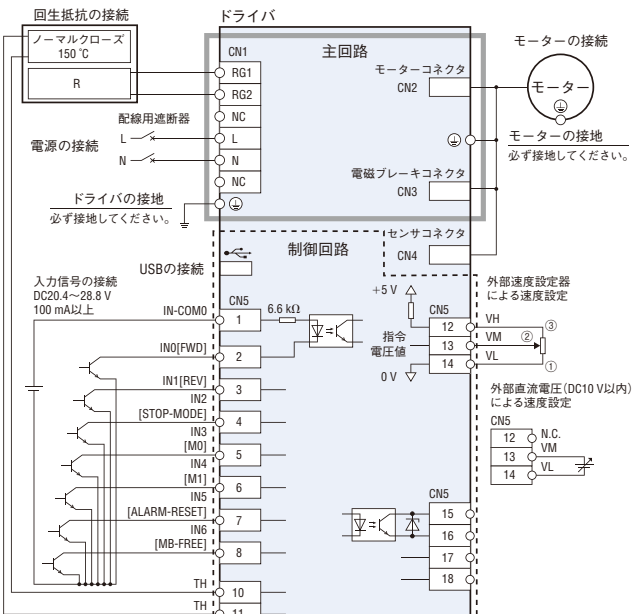 回生抵抗の接続
ドライバ
ノーマルクローズ
150 ℃
R
CN1
主回路
モーターの接続
RG1
RG2
NC
L
N
NC
モーターコネクタ
CN2
モーター
配線用遮断器
電源の接続
L
N
モーターの接地
必ず接地してください。
電磁ブレーキコネクタ
CN3
ドライバの接地
必ず接地してください。
センサコネクタ
CN4
制御回路
USBの接続
入力信号の接続
DC20.4～28.8 V
100 mA以上
IN-COM0
CN5
1
6.6 kΩ
IN0[FWD]
2
IN1[REV]
3
IN2
[STOP-MODE]
4
IN3
[M0]
5
IN4
[M1]
6
IN5
[ALARM-RESET]
7
IN6
[MB-FREE]
8
TH
10
TH
11
+5 V
指令
電圧値
0 V
CN5
12
13
14
VH
VM
VL
③
②
①
外部速度設定器
による速度設定
外部直流電圧(DC10 V以内)
による速度設定
CN5
12
N.C.
13
VM
14
VL
CN5
15
16
17
18